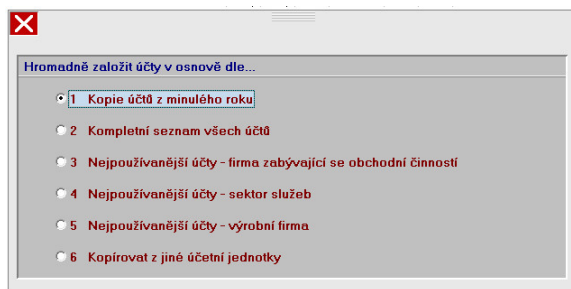 Hromadně založit účty v osnově dle...
1 Kopie účtů z minulého roku
2 Kompletní seznam všech účtů
3 Nejpoužívanější účty - firma zabývající se obchodní činností
4 Nejpoužívanější účty - sektor služeb
5 Nejpoužívanější účty - výrobní firma
6 Kopírovat z jiné účetní jednotky